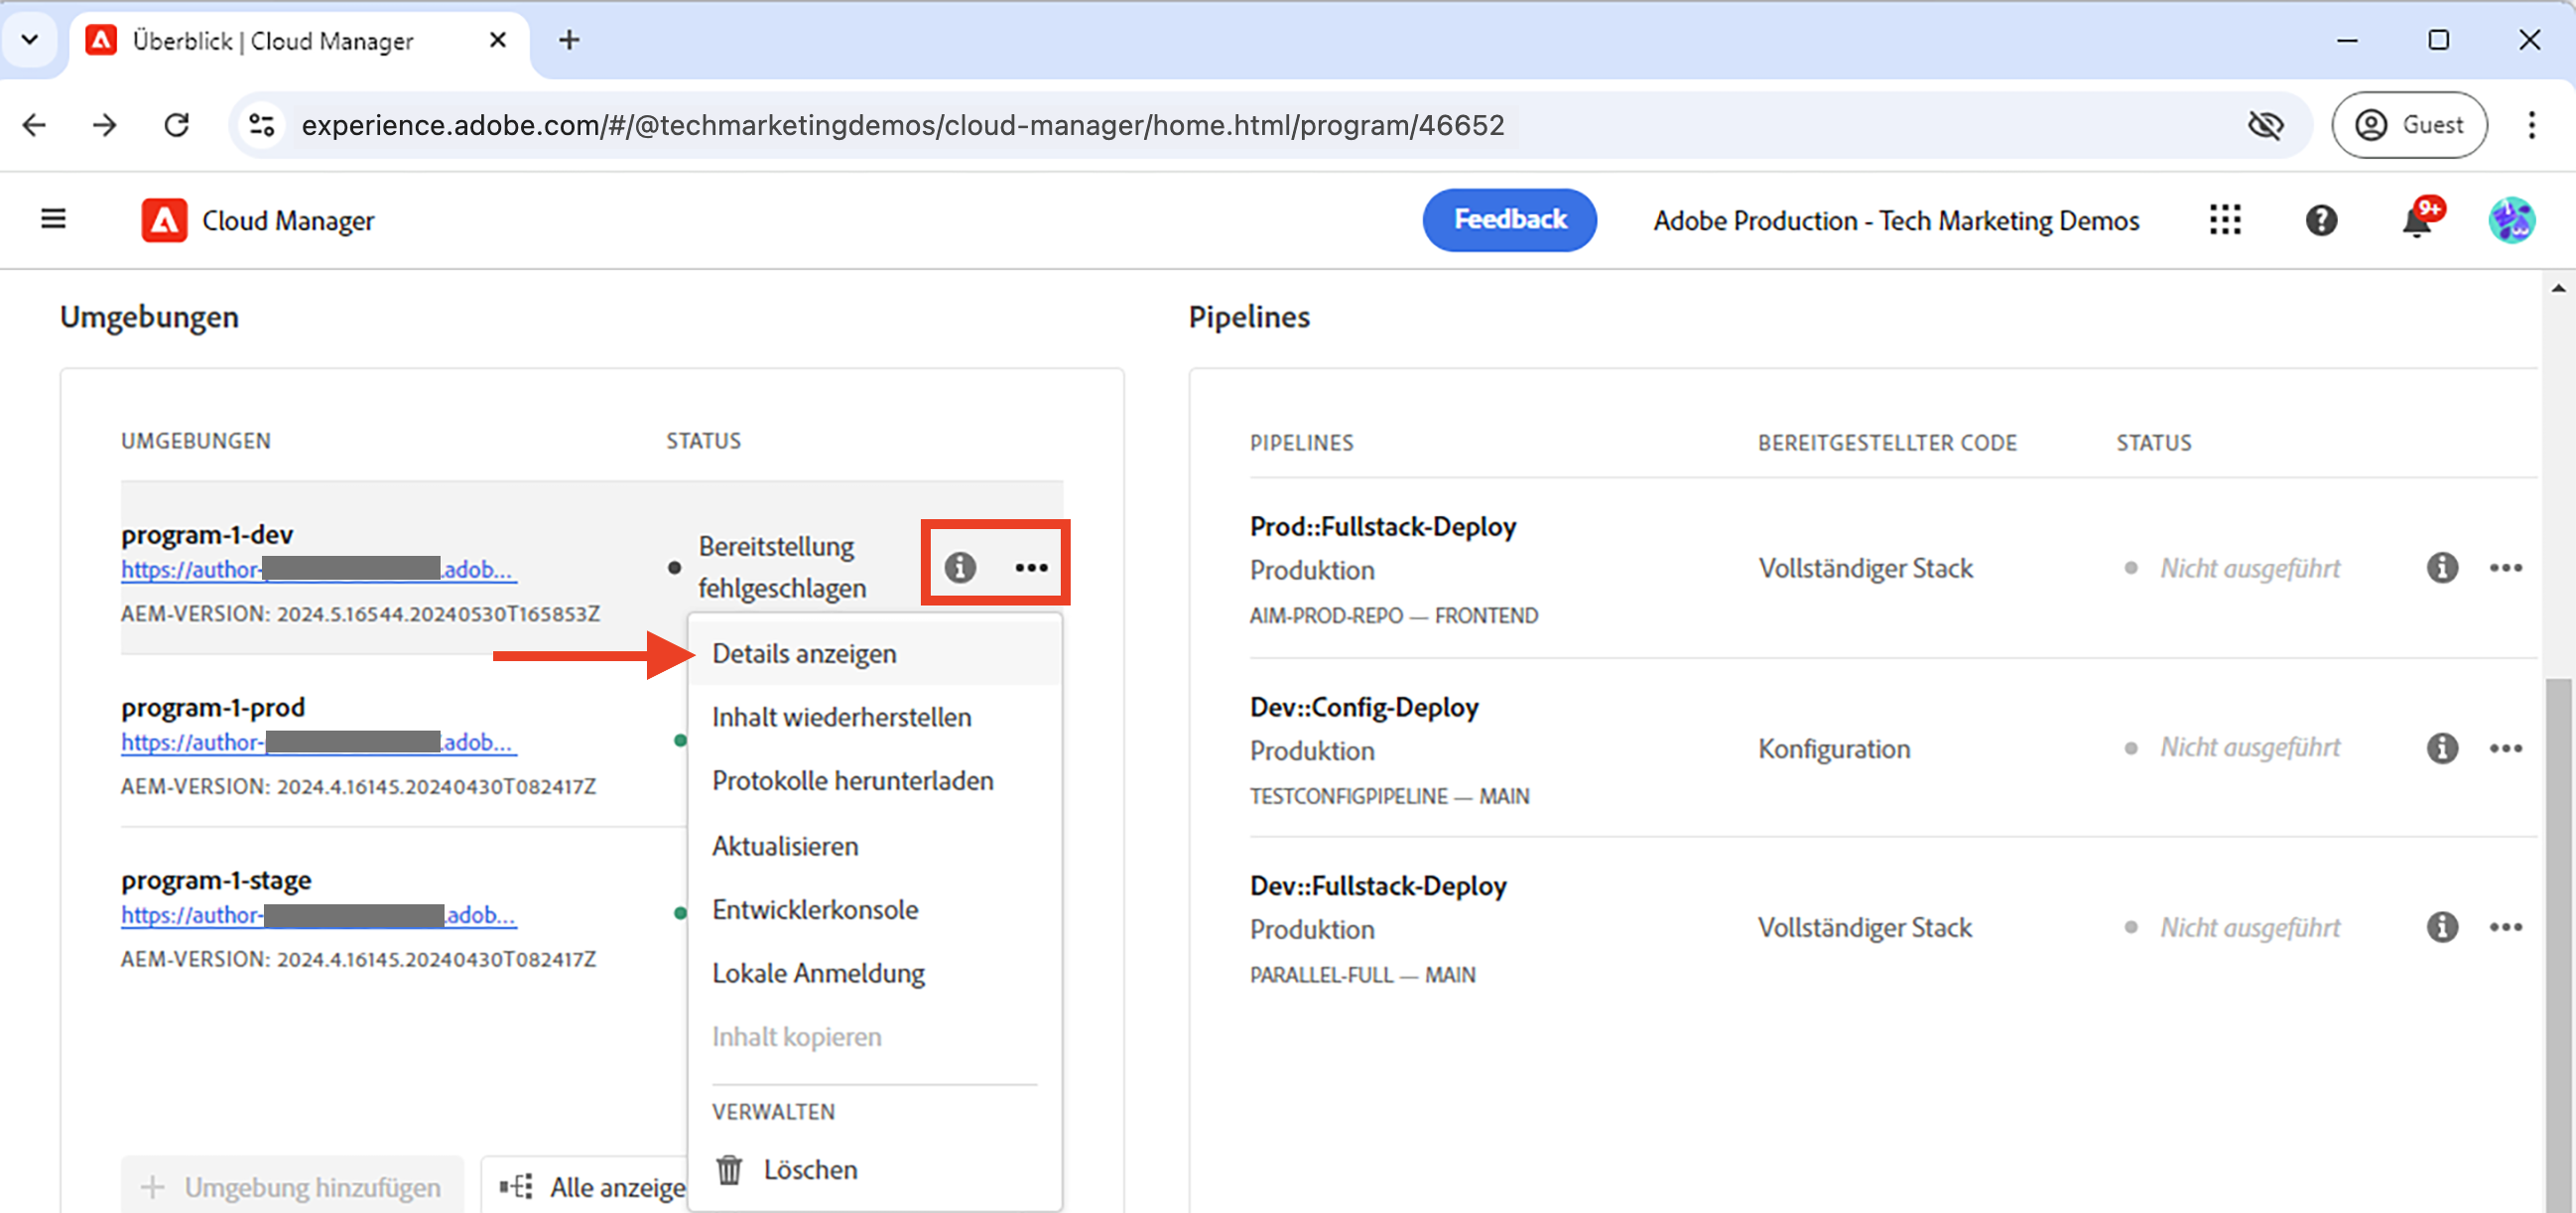 Überblick | Cloud Manager
experience.adobe.com/#/@techmarketingdemos/cloud-manager/home.html/program/46652
Guest
Cloud Manager
Feedback
Adobe Production - Tech Marketing Demos
9+
Umgebungen
UMGEBUNGEN
STATUS
program-1-dev
https://author-
.adob...
Bereitstellung
fehlgeschlagen
AEM-VERSION: 2024.5.16544.20240530T165853Z
program-1-prod
https://author-
.adob...
AEM-VERSION: 2024.4.16145.20240430T082417Z
program-1-stage
https://author-
.adob...
AEM-VERSION: 2024.4.16145.20240430T082417Z
Umgebung hinzufügen
Alle anzeige
Details anzeigen
Inhalt wiederherstellen
Protokolle herunterladen
Aktualisieren
Entwicklerkonsole
Lokale Anmeldung
Inhalt kopieren
VERWALTEN
Löschen
Pipelines
PIPELINES
BEREITGESTELLTER CODE
STATUS
Prod::Fullstack-Deploy
Produktion
AIM-PROD-REPO — FRONTEND
Vollständiger Stack
Nicht ausgeführt
Dev::Config-Deploy
Produktion
TESTCONFIGPIPELINE — MAIN
Konfiguration
Nicht ausgeführt
Dev::Fullstack-Deploy
Produktion
PARALLEL-FULL — MAIN
Vollständiger Stack
Nicht ausgeführt